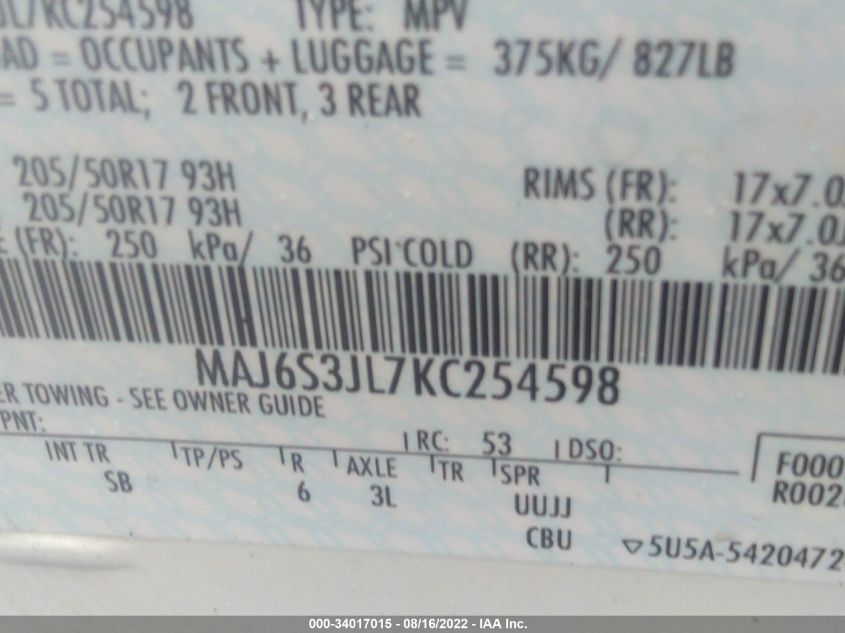 JL7KC254598 TYPE: MPV
AD = OCCUPANTS + LUGGAGE = 375KG/ 827LB
= 5 TOTAL; 2 FRONT, 3 REAR
205/50R17 93H RIMS (FR): 17x7.0J
205/50R17 93H (RR): 17x7.0J
(FR): 250 kPa/ 36 PSI COLD (RR): 250 kPa/ 36
MAJ6S3JL7KC254598
ER TOWING - SEE OWNER GUIDE
PNT: RC: 53 DSO:
INT TR TP/PS R AXLE TR SPR F000
SB 6 3L UUJJ R002
CBU ▽5U5A-5420472
000-34017015 - 08/16/2022 - IAA Inc.